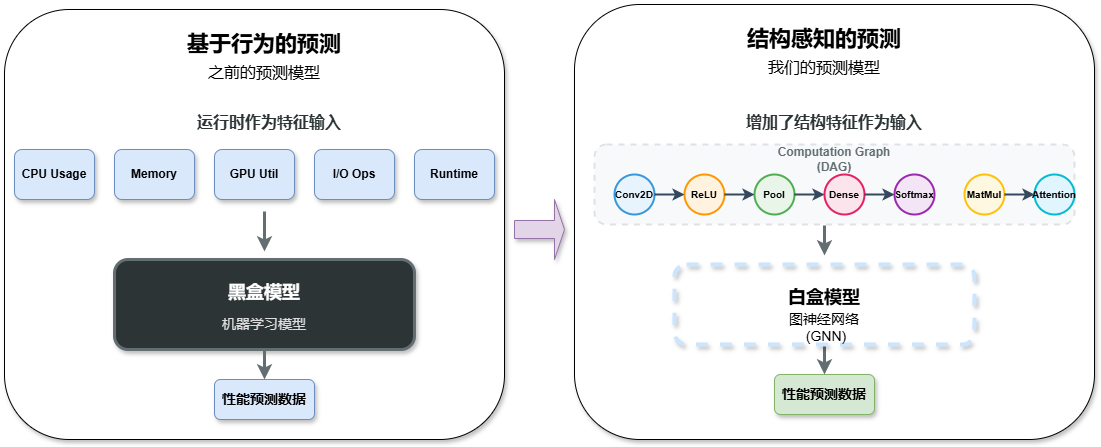 基于行为的预测
之前的预测模型
运行时作为特征输入
CPU Usage
Memory
GPU Util
I/O Ops
Runtime
黑盒模型
机器学习模型
性能预测数据
结构感知的预测
我们的预测模型
增加了结构特征作为输入
Computation Graph
(DAG)
Conv2D
ReLU
Pool
Dense
Softmax
MatMul
Attention
白盒模型
图神经网络
(GNN)
性能预测数据